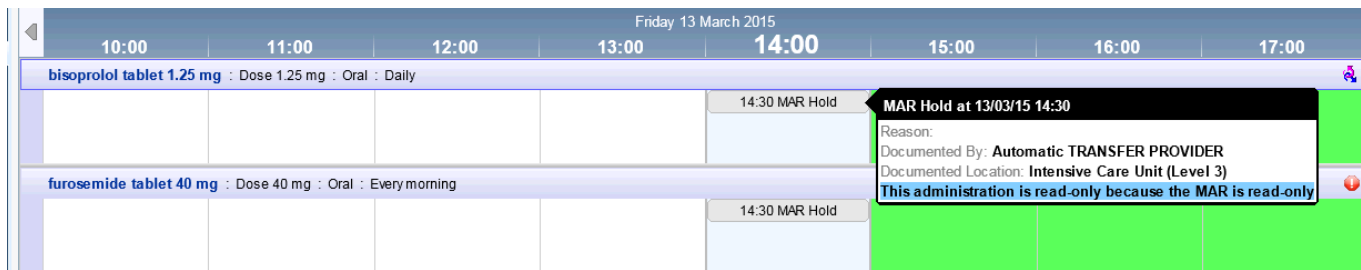 Friday 13 March 2015
10:00 11:00 12:00 13:00 14:00 15:00 16:00 17:00
bisoprolol tablet 1.25 mg : Dose 1.25 mg : Oral : Daily
14:30 MAR Hold
MAR Hold at 13/03/15 14:30
Reason:
Documented By: Automatic TRANSFER PROVIDER
Documented Location: Intensive Care Unit (Level 3)
This administration is read-only because the MAR is read-only
furosemide tablet 40 mg : Dose 40 mg : Oral : Every morning
14:30 MAR Hold